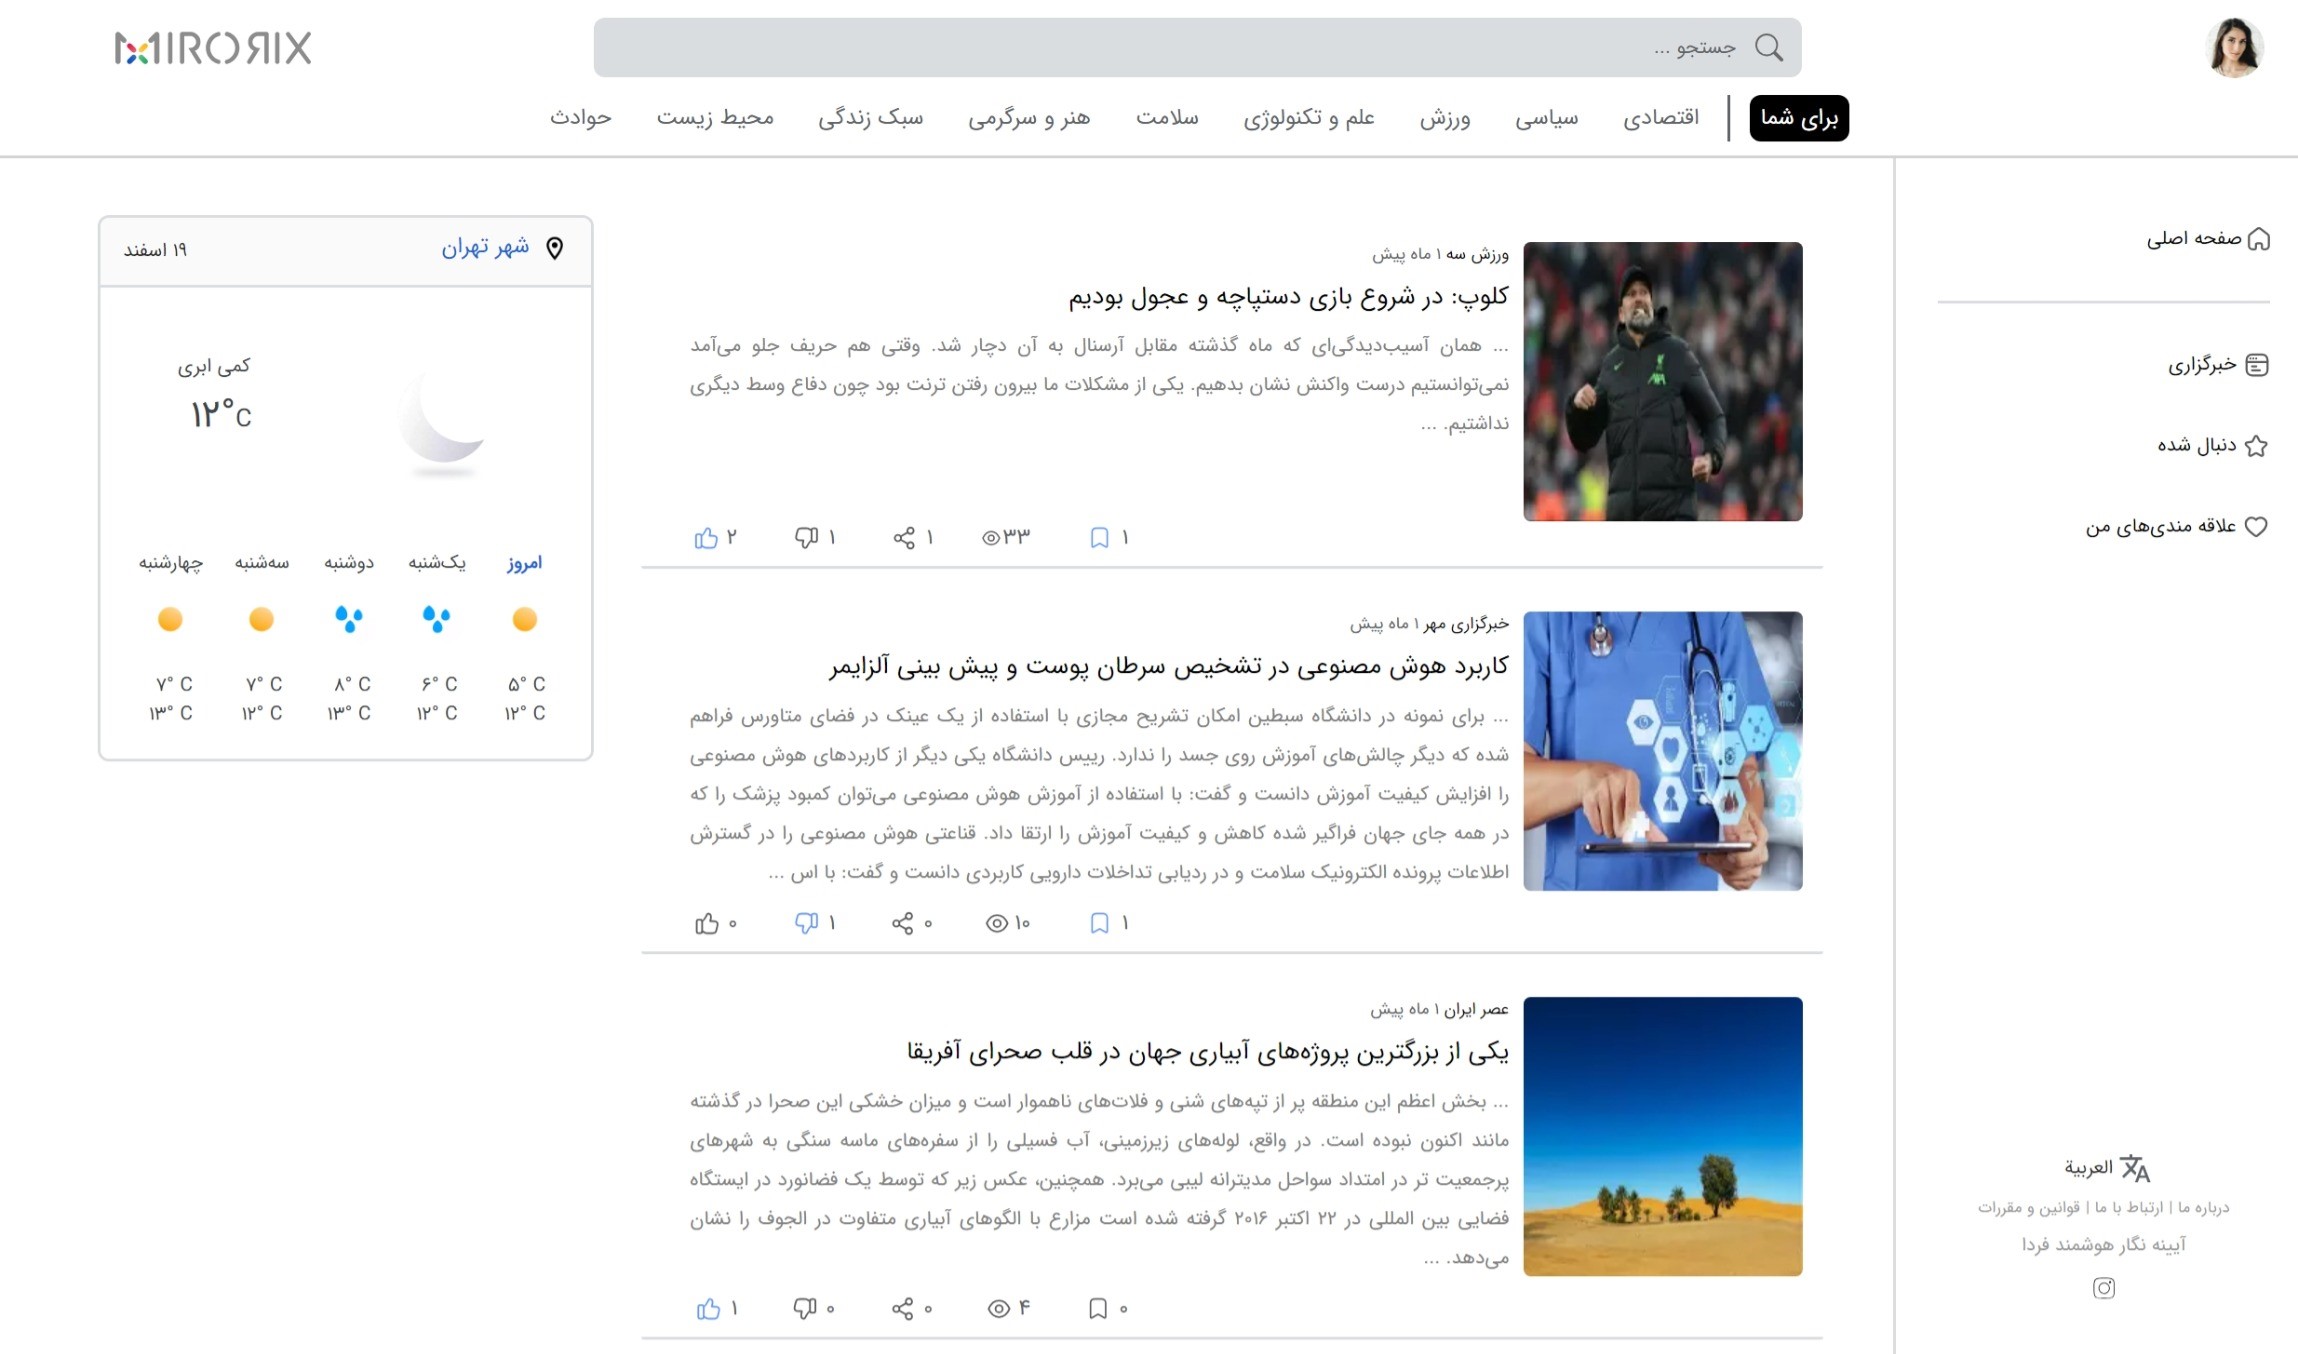 MIRORIX
جستجو ...
برای شما
اقتصادی
سیاسی
ورزش
علم و تکنولوژی
سلامت
هنر و سرگرمی
سبک زندگی
محیط زیست
حوادث
صفحه اصلی
خبرگزاری
دنبال شده
علاقه مندی‌های من
العربية
درباره ما | ارتباط با ما | قوانین و مقررات
آیینه نگار هوشمند فردا
ورزش سه ۱ ماه پیش
کلوپ: در شروع بازی دستپاچه و عجول بودیم
... همان آسیب‌دیدگی‌ای که ماه گذشته مقابل آرسنال به آن دچار شد. وقتی هم حریف جلو می‌آمد
نمی‌توانستیم درست واکنش نشان بدهیم. یکی از مشکلات ما بیرون رفتن ترنت بود چون دفاع وسط دیگری
نداشتیم. ...
۱ ۳۳ ۱ ۱ ۲
خبرگزاری مهر ۱ ماه پیش
کاربرد هوش مصنوعی در تشخیص سرطان پوست و پیش بینی آلزایمر
... برای نمونه در دانشگاه سبطین امکان تشریح مجازی با استفاده از یک عینک در فضای متاورس فراهم
شده که دیگر چالش‌های آموزش روی جسد را ندارد. رییس دانشگاه یکی دیگر از کاربردهای هوش مصنوعی
را افزایش کیفیت آموزش دانست و گفت: با استفاده از آموزش هوش مصنوعی می‌توان کمبود پزشک را که
در همه جای جهان فراگیر شده کاهش و کیفیت آموزش را ارتقا داد. قناعتی هوش مصنوعی را در گسترش
اطلاعات پرونده الکترونیک سلامت و در ردیابی تداخلات دارویی کاربردی دانست و گفت: با اس ...
۱ ۱۰ ۰ ۱ ۰
عصر ایران ۱ ماه پیش
یکی از بزرگترین پروژه‌های آبیاری جهان در قلب صحرای آفریقا
... بخش اعظم این منطقه پر از تپه‌های شنی و فلات‌های ناهموار است و میزان خشکی این صحرا در گذشته
مانند اکنون نبوده است. در واقع، لوله‌های زیرزمینی، آب فسیلی را از سفره‌های ماسه سنگی به شهرهای
پرجمعیت تر در امتداد سواحل مدیترانه لیبی می‌برد. همچنین، عکس زیر که توسط یک فضانورد در ایستگاه
فضایی بین المللی در ۲۲ اکتبر ۲۰۱۶ گرفته شده است مزارع با الگوهای آبیاری متفاوت در الجوف را نشان
می‌دهد. ...
۰ ۴ ۰ ۰ ۱
شهر تهران
۱۹ اسفند
کمی ابری
۱۲°C
امروز یک‌شنبه دوشنبه سه‌شنبه چهارشنبه
۵° C ۶° C ۸° C ۷° C ۷° C
۱۲° C ۱۲° C ۱۳° C ۱۲° C ۱۳° C